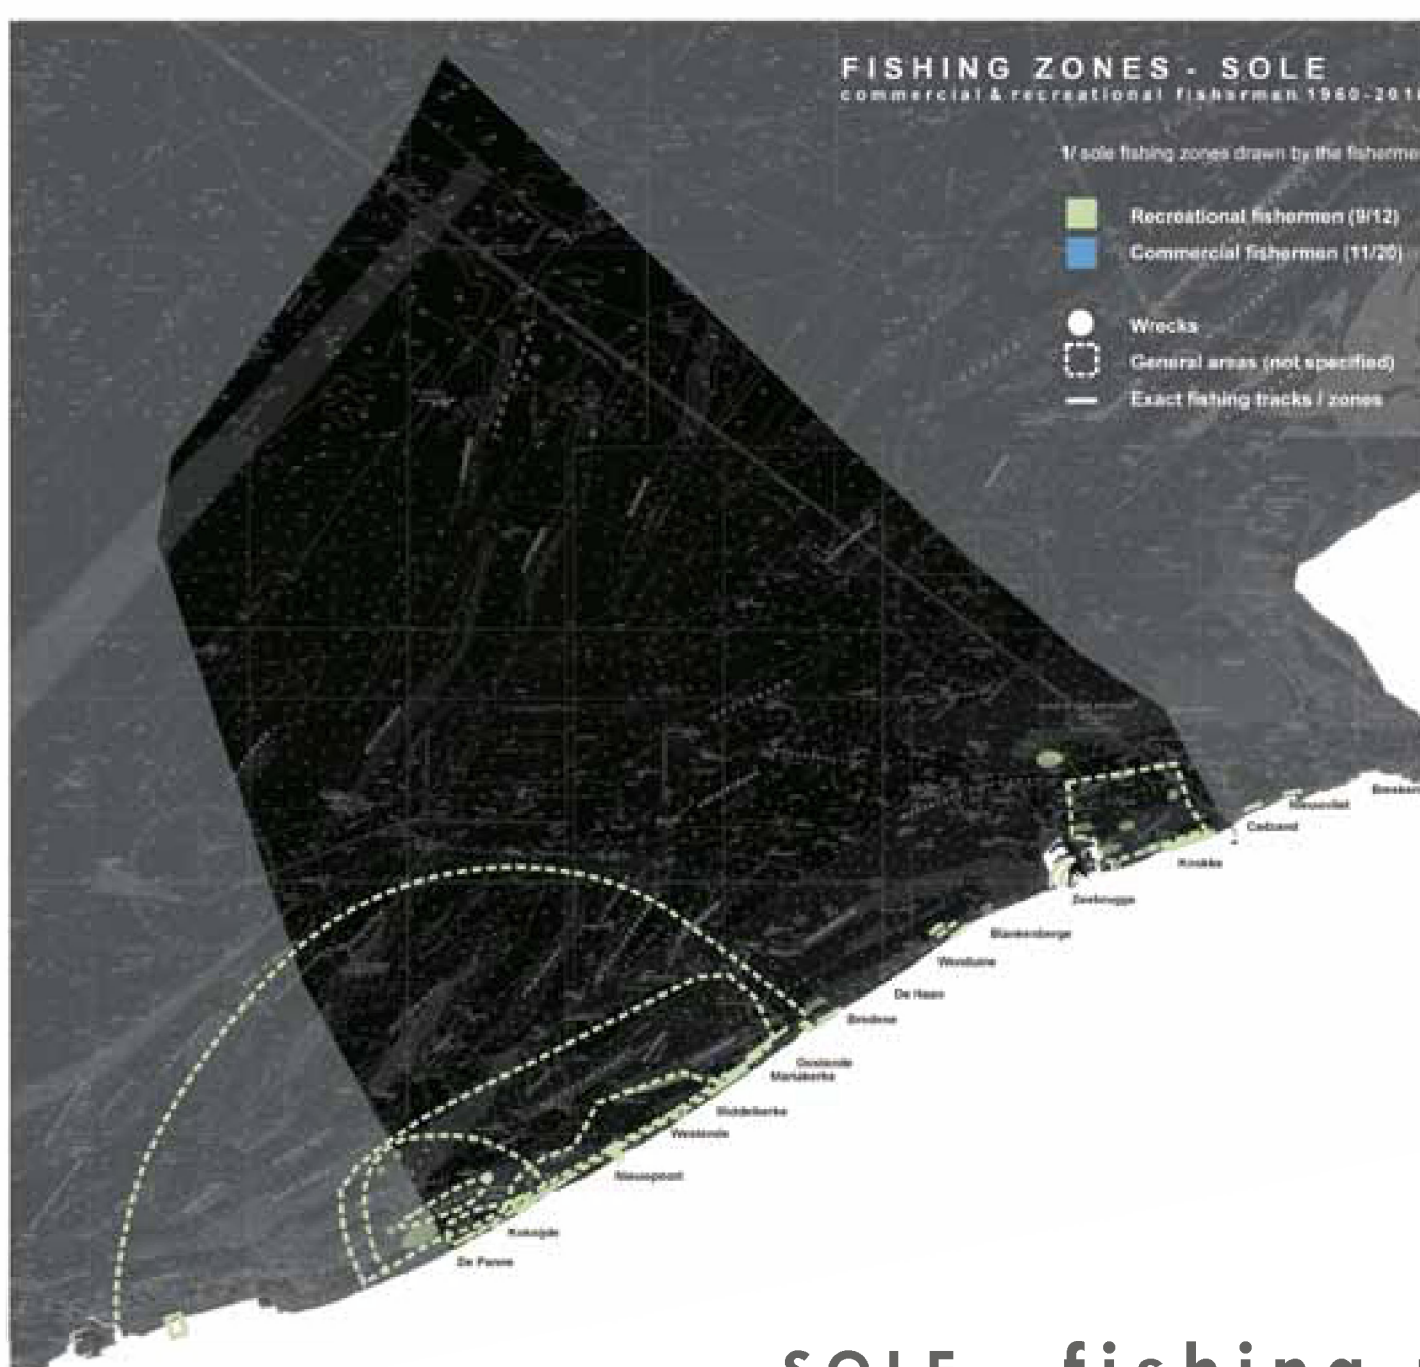 FISHING ZONES - SOLE
commercial & recreational fisherman 1960-201
1/ sole fishing zones drawn by the fisherme
Recreational fishermen (9/12)
Commercial fishermen (11/20)
Wrecks
General areas (not specified)
Exact fishing tracks / zones
Nieuwvliet
Cadzand
Knokke
Zeebrugge
Blankenberge
Wenduine
De Haan
Bredene
Oostende
Mariakerke
Middelkerke
Westende
Nieuwpoort
Koksijde
De Panne
SOLE - fishing